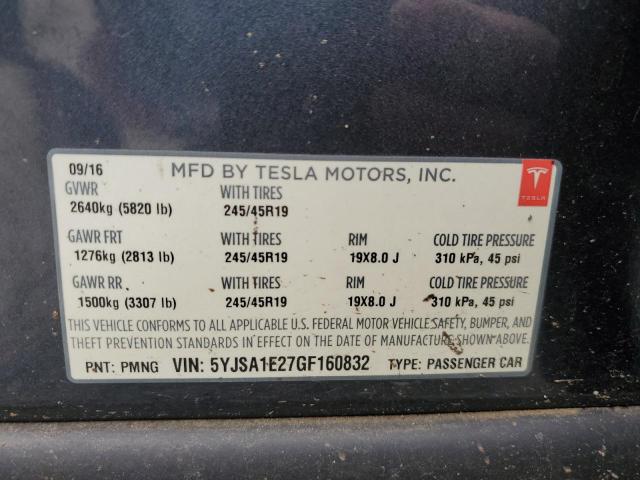 09/16 MFD BY TESLA MOTORS, INC.
TESLA
GVWR WITH TIRES
2640kg (5820 lb) 245/45R19
GAWR FRT WITH TIRES RIM COLD TIRE PRESSURE
1276kg (2813 lb) 245/45R19 19X8.0 J 310 kPa, 45 psi
GAWR RR WITH TIRES RIM COLD TIRE PRESSURE
1500kg (3307 lb) 245/45R19 19X8.0 J 310 kPa, 45 psi
THIS VEHICLE CONFORMS TO ALL APPLICABLE U.S. FEDERAL MOTOR VEHICLE SAFETY, BUMPER, AND
THEFT PREVENTION STANDARDS IN EFFECT ON THE DATE OF MANUFACTURE SHOWN ABOVE.
PNT: PMNG VIN: 5YJSA1E27GF160832 TYPE: PASSENGER CAR